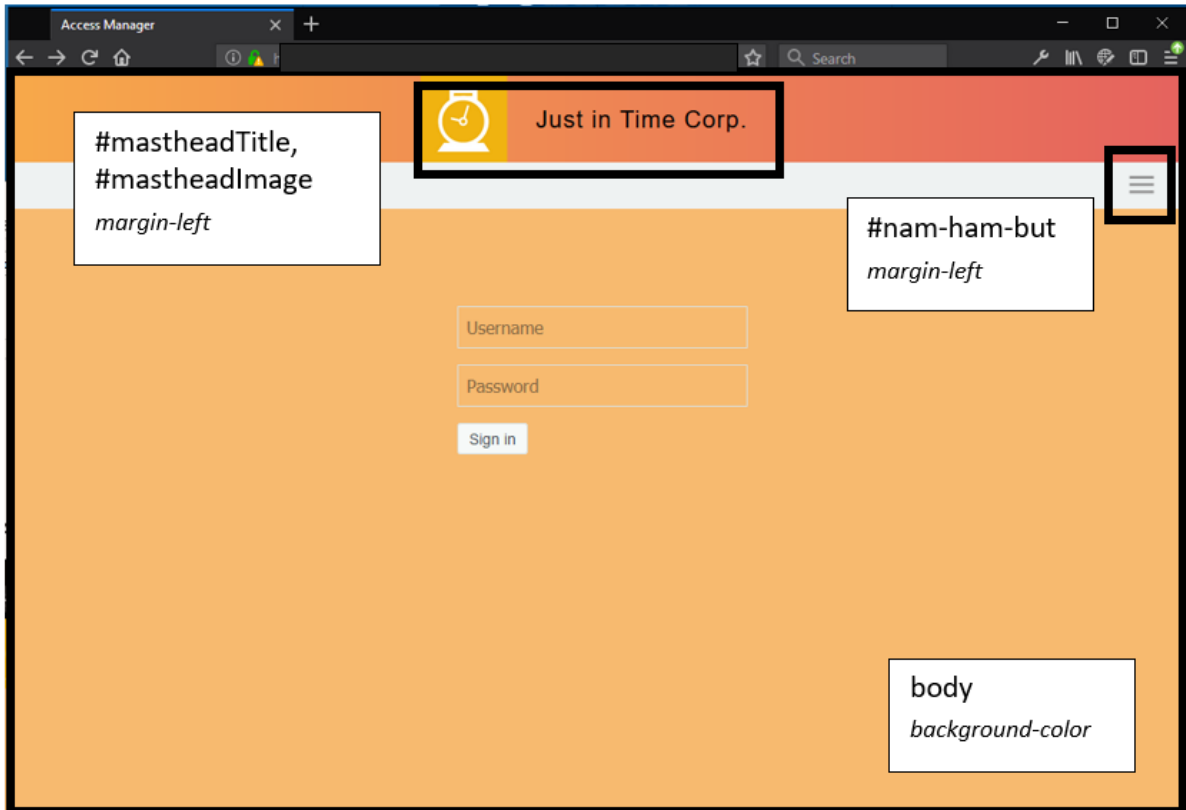 Access Manager
Search
Just in Time Corp.
#mastheadTitle,
#mastheadImage
margin-left
#nam-ham-but
margin-left
Username
Password
Sign in
body
background-color